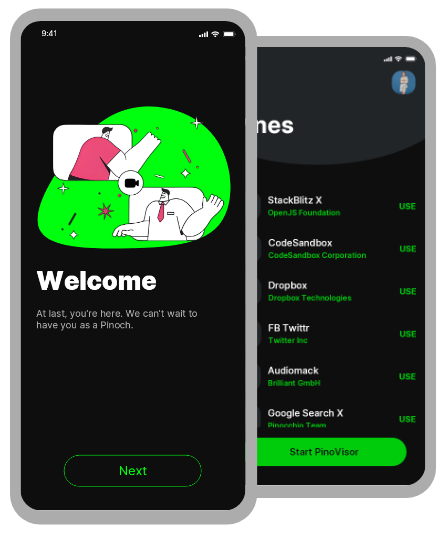 9:41
Welcome
At last, you're here. We can't wait to
have you as a Pinoch.
Next
nes
StackBlitz X
OpenJS Foundation
USE
CodeSandbox
CodeSandbox Corporation
USE
Dropbox
Dropbox Technologies
USE
FB Twittr
Twitter Inc
USE
Audiomack
Brilliant GmbH
USE
Google Search X
Pinocchio Team
USE
Start PinoVisor